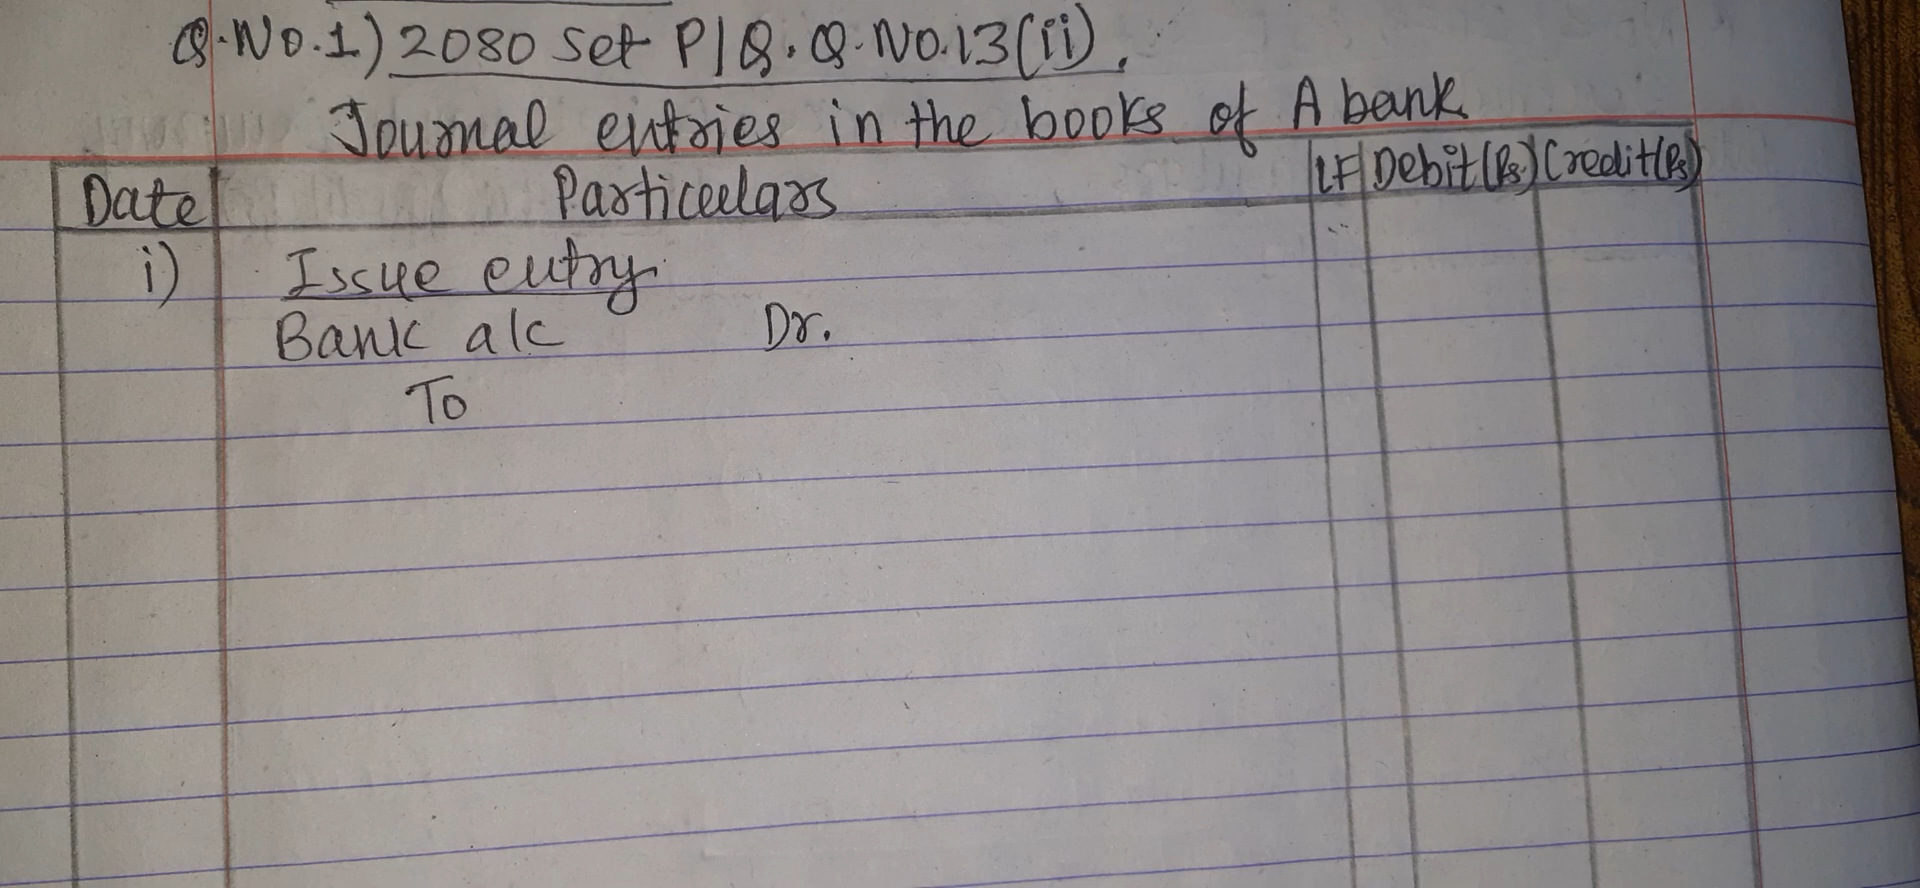 Q.No.1) 2080 Set P/Q. Q.No.13(ii).
Journal entries in the books of A bank
Date Particulars LF Debit(Rs) Credit(Rs)
i) Issue entry
Bank a/c Dr.
To